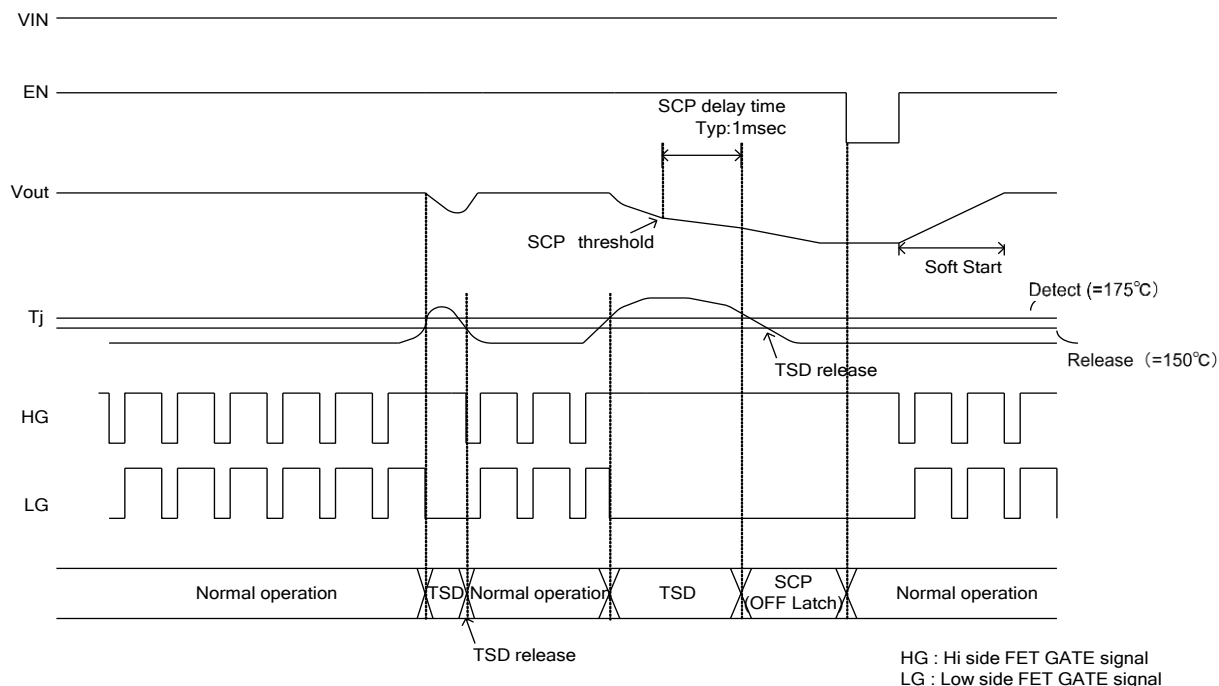 VIN
EN
SCP delay time
Typ:1msec
Vout
SCP threshold
Soft Start
Detect (=175℃)
Tj
TSD release
Release (=150℃)
HG
LG
Normal operation
TSD
Normal operation
TSD
SCP
(OFF Latch)
Normal operation
TSD release
HG : Hi side FET GATE signal
LG : Low side FET GATE signal